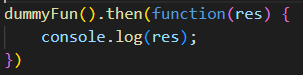 dummyFun().then(function(res) {
    console.log(res);
})